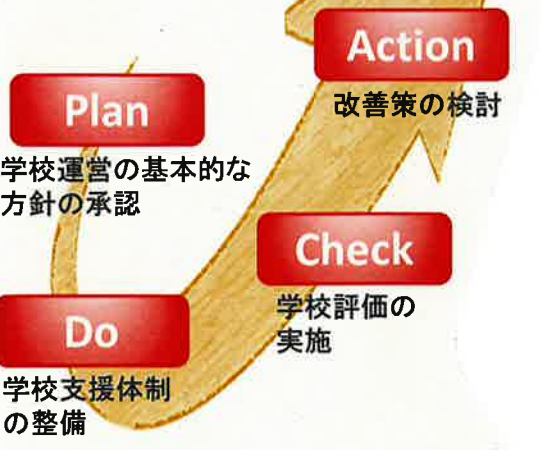 Plan
学校運営の基本的な
方針の承認
Do
学校支援体制
の整備
Check
学校評価の
実施
Action
改善策の検討